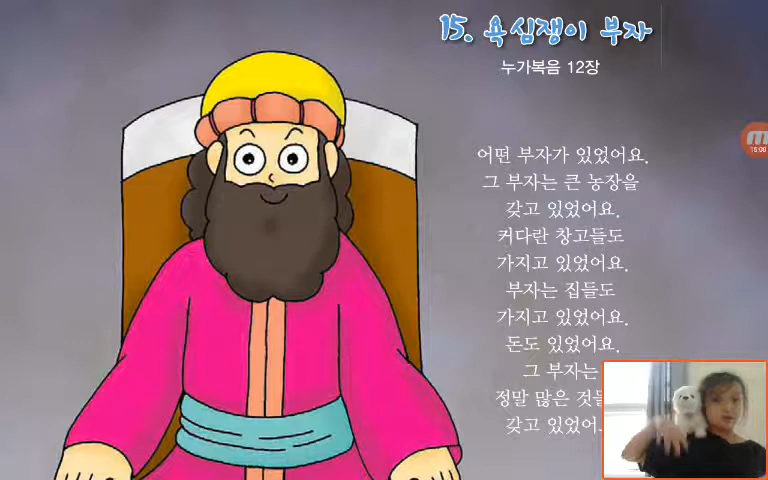 15. 욕심쟁이 부자
누가복음 12장
어떤 부자가 있었어요.
그 부자는 큰 농장을
갖고 있었어요.
커다란 창고들도
가지고 있었어요.
부자는 집들도
가지고 있었어요.
돈도 있었어요.
그 부자는
정말 많은
갖고 있었어
M
15:00